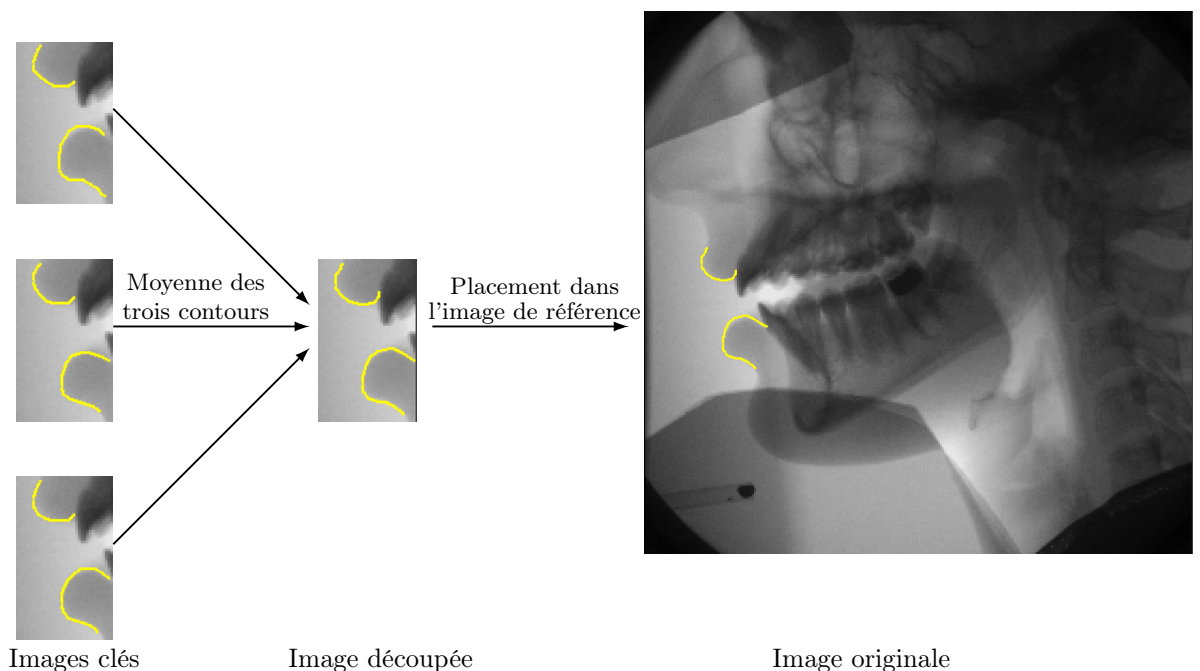 Moyenne des
trois contours
Placement dans
l'image de référence
Images clés
Image découpée
Image originale